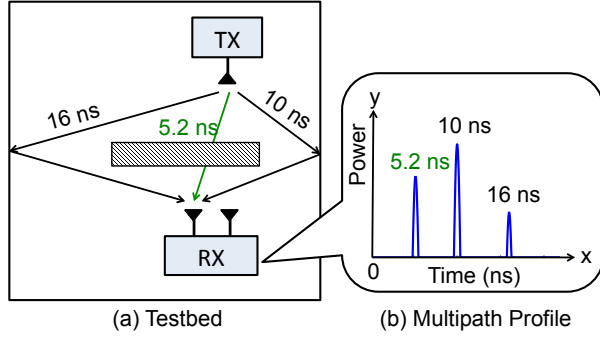 TX
16 ns
10 ns
5.2 ns
RX
(a) Testbed
y
10 ns
5.2 ns
16 ns
Power
x
0
Time (ns)
(b) Multipath Profile